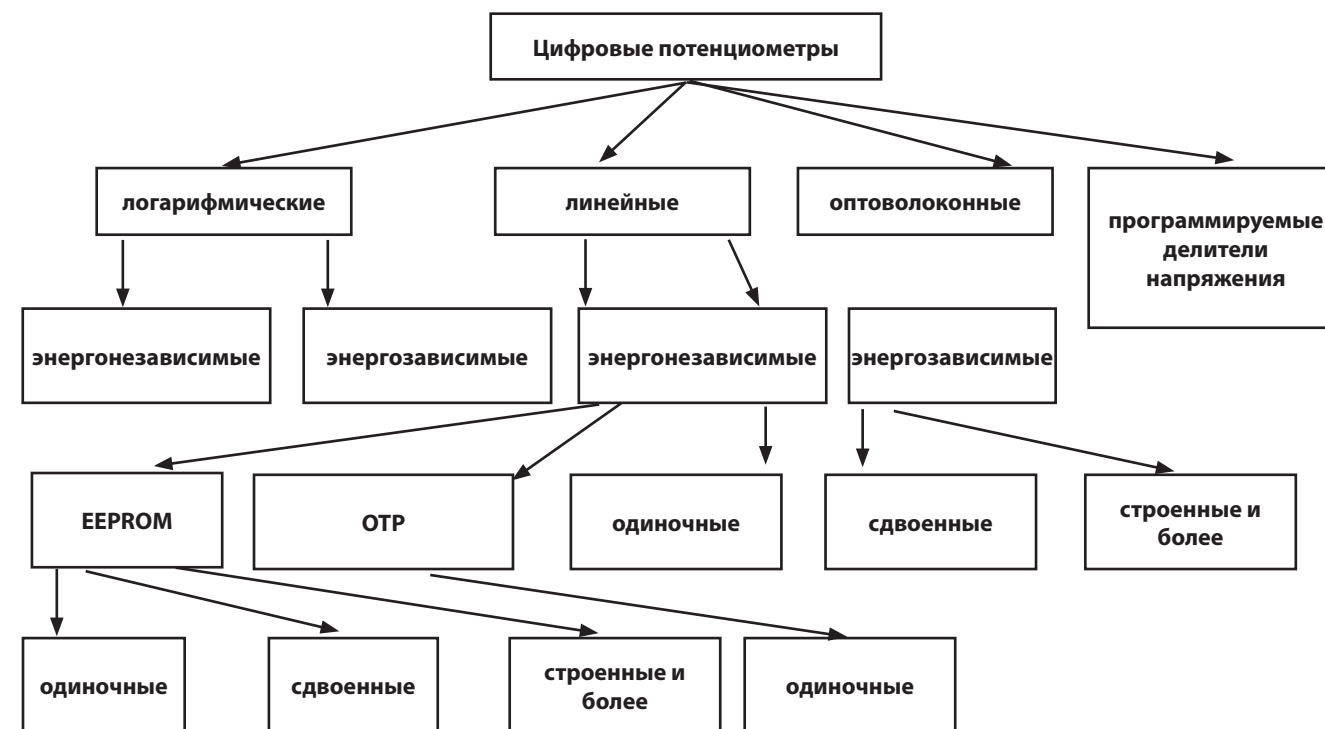 Цифровые потенциометры
логарифмические
линейные
оптоволоконные
программируемые
делители
напряжения
энергонезависимые
энергозависимые
энергонезависимые
энергозависимые
EEPROM
OTP
одиночные
сдвоенные
строенные и
более
одиночные
сдвоенные
строенные и
более
одиночные